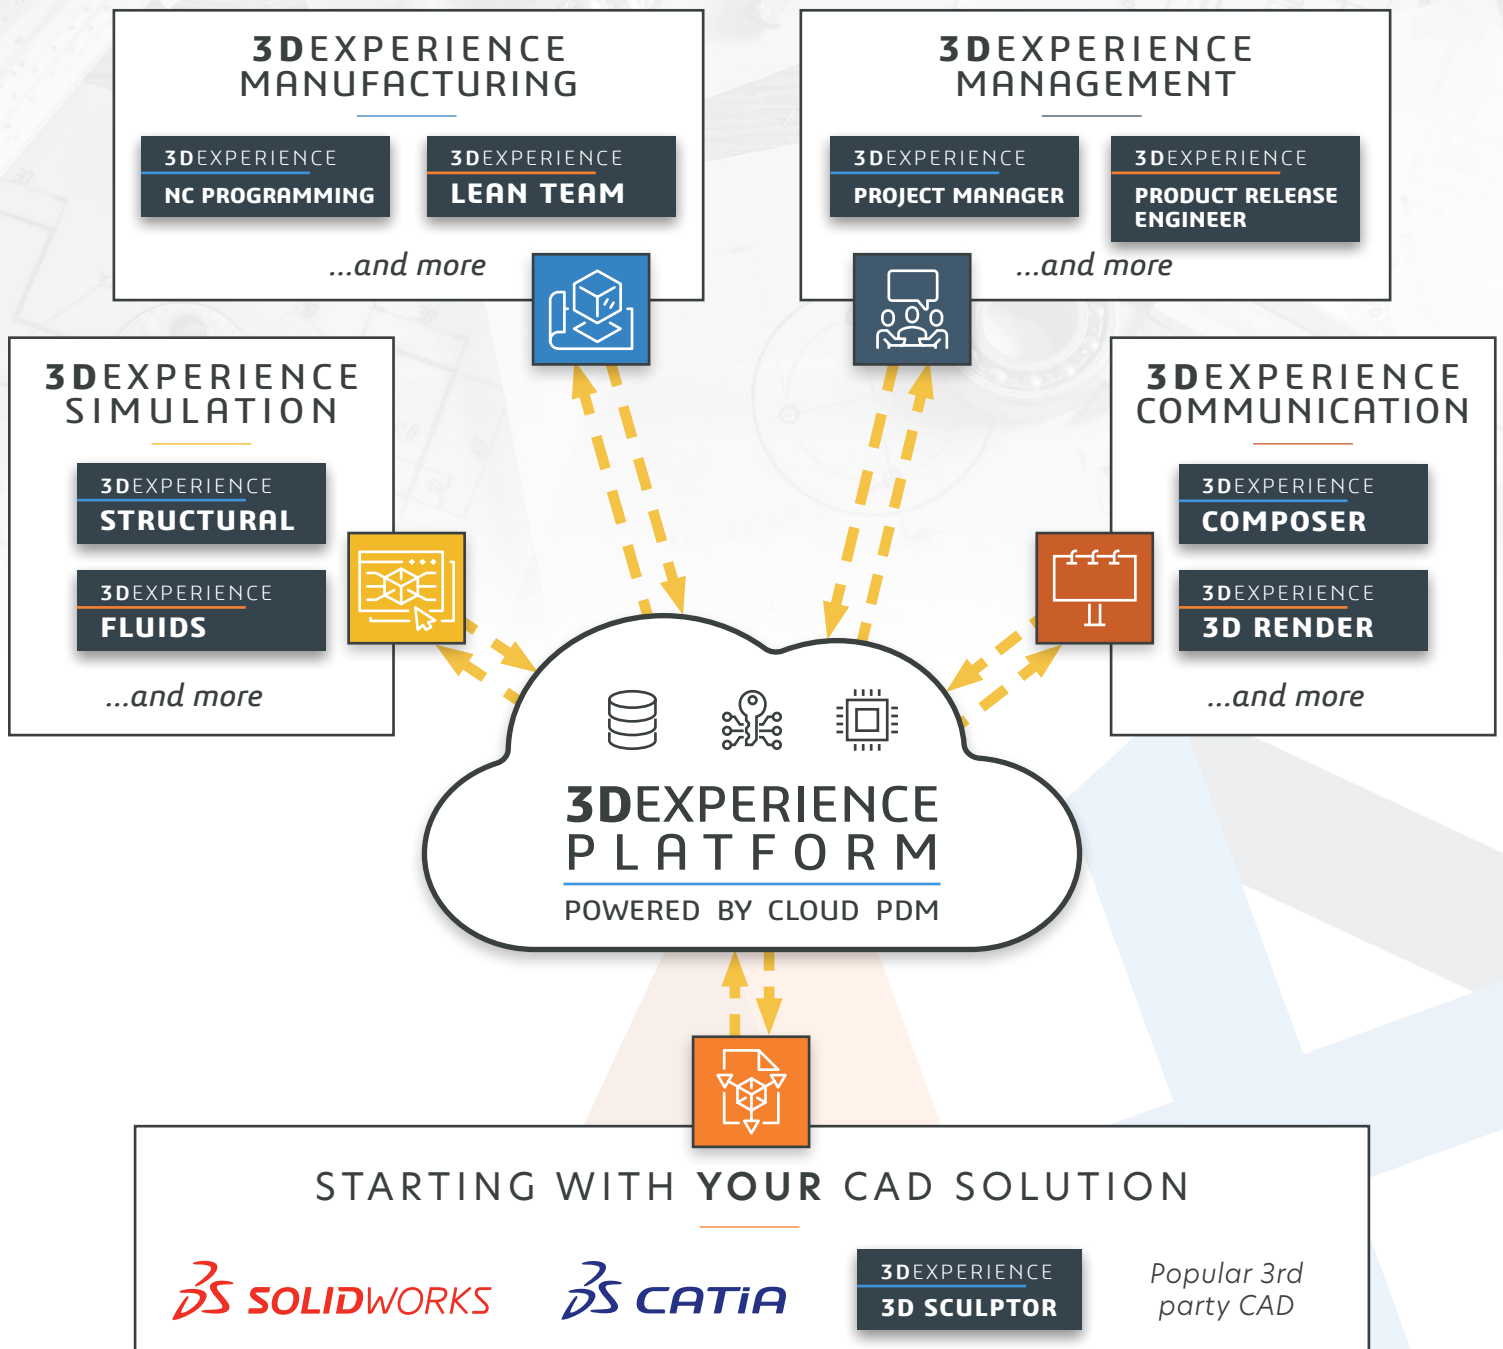 3DEXPERIENCE
MANUFACTURING
3DEXPERIENCE
NC PROGRAMMING
3DEXPERIENCE
LEAN TEAM
...and more
3DEXPERIENCE
MANAGEMENT
3DEXPERIENCE
PROJECT MANAGER
3DEXPERIENCE
PRODUCT RELEASE
ENGINEER
...and more
3DEXPERIENCE
SIMULATION
3DEXPERIENCE
STRUCTURAL
3DEXPERIENCE
FLUIDS
...and more
3DEXPERIENCE
COMMUNICATION
3DEXPERIENCE
COMPOSER
3DEXPERIENCE
3D RENDER
...and more
3DEXPERIENCE
PLATFORM
POWERED BY CLOUD PDM
STARTING WITH YOUR CAD SOLUTION
3DS SOLIDWORKS
3DS CATIA
3DEXPERIENCE
3D SCULPTOR
Popular 3rd
party CAD